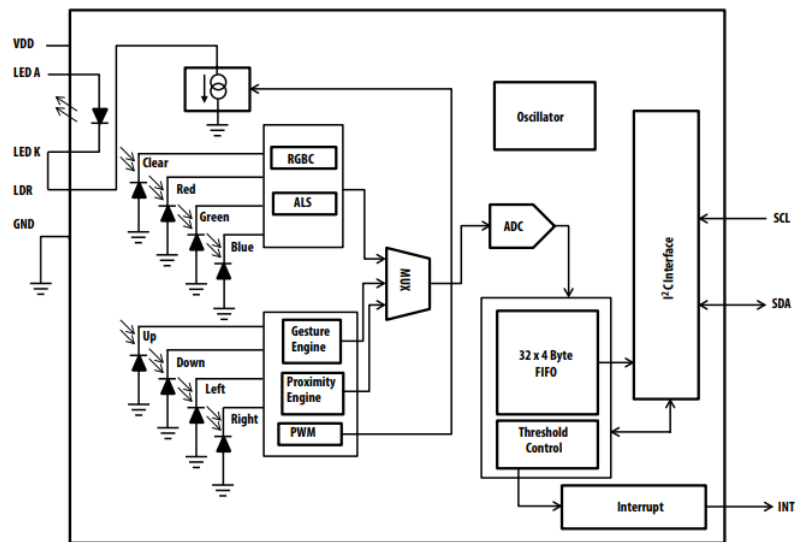 VDD
LED A
LED K
LDR
GND
Clear
Red
Green
Blue
RGBC
ALS
Up
Down
Left
Right
Gesture
Engine
Proximity
Engine
PWM
MUX
ADC
Oscillator
32 x 4 Byte
FIFO
Threshold
Control
I²C Interface
Interrupt
SCL
SDA
INT